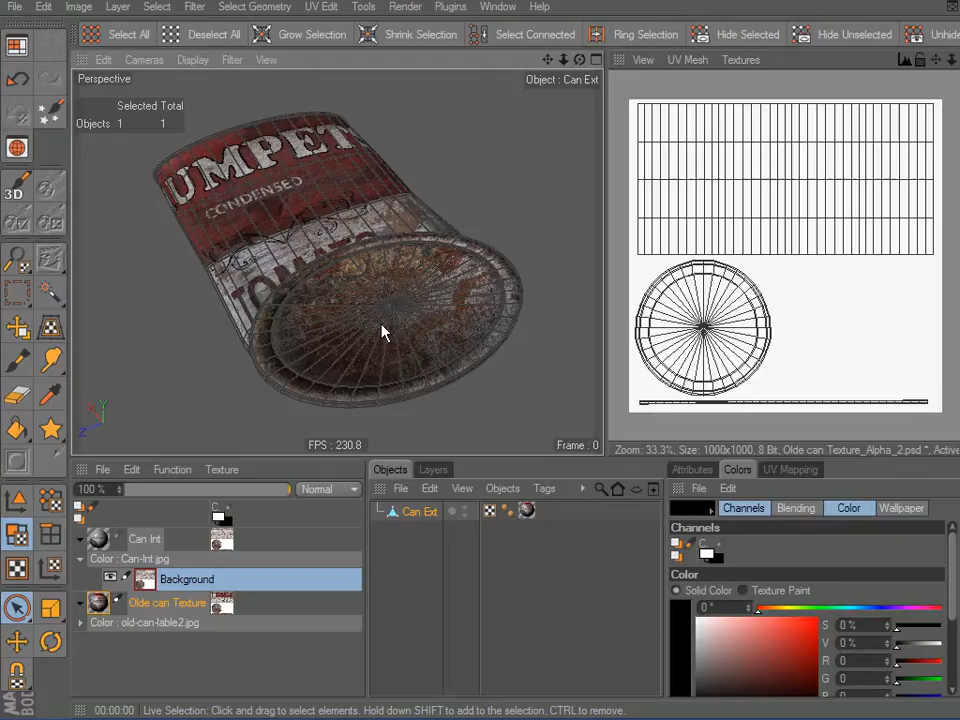 File Edit Image Layer Select Filter Select Geometry UV Edit Tools Render Plugins Window Help
Select All Deselect All Grow Selection Shrink Selection Select Connected Ring Selection Hide Selected Hide Unselected Unhide
Edit Cameras Display Filter View
View UV Mesh Textures
Perspective Object : Can Ext
Selected Total
Objects 1 1
UMPET
CONDENSED
TOMATO
3D
FPS : 230.8 Frame : 0
Zoom: 33.3%, Size: 1000x1000, 8 Bit, Olde can Texture_Alpha_2.psd *, Active
File Edit Function Texture
100 % Normal
C..
Can Int
Color : Can-Int.jpg
Background
Olde can Texture
Color : old-can-lable2.jpg
Objects Layers
File Edit View Objects Tags
Can Ext
Attributes Colors UV Mapping
File Edit
Channels Blending Color Wallpaper
Channels
C..
Color
Solid Color Texture Paint
0 °
S 0 %
V 0 %
R 0
G 0
X Y Z
00:00:00 Live Selection: Click and drag to select elements. Hold down SHIFT to add to the selection, CTRL to remove.